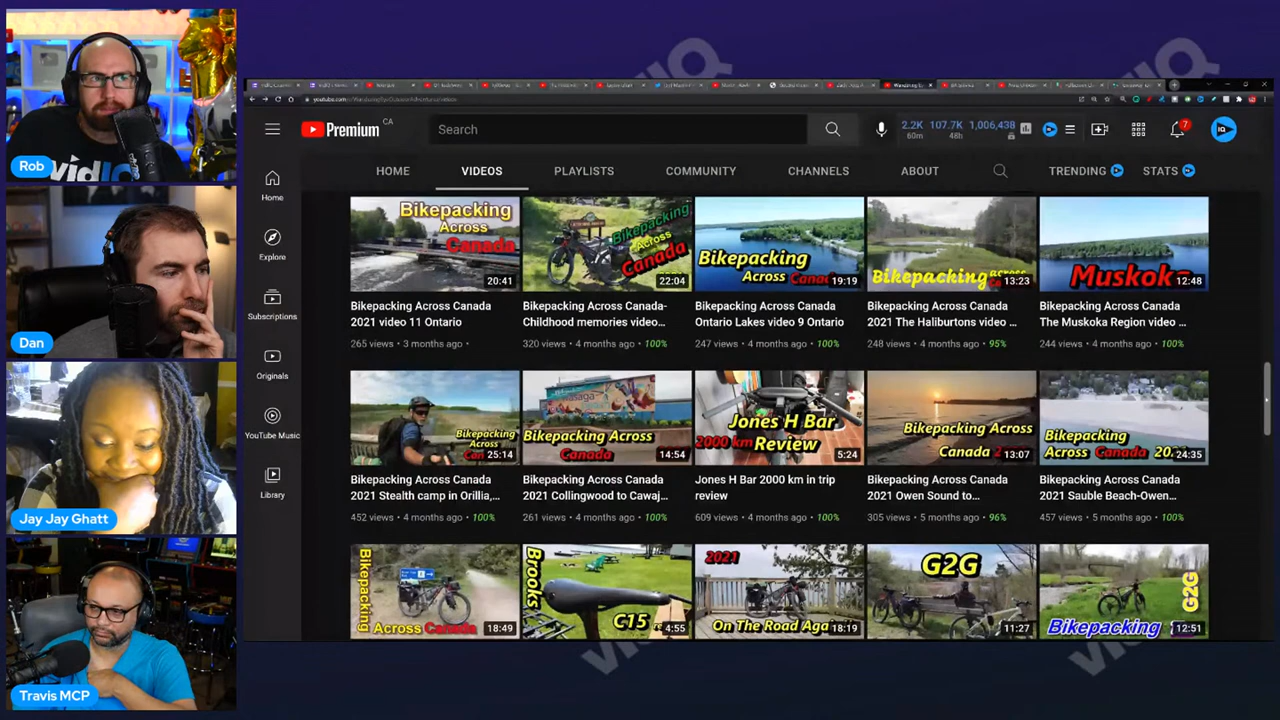 Rob
vidIQ
Dan
Jay Jay Ghatt
Travis MCP
vidIQ
Premium
CA
Search
2.2K 107.7K 1,006,438
60m 48h
7
HOME
VIDEOS
PLAYLISTS
COMMUNITY
CHANNELS
ABOUT
TRENDING
STATS
Home
Explore
Subscriptions
Originals
YouTube Music
Library
Bikepacking
Across
Canada
20:41
Bikepacking
Across
Canada
22:04
Bikepacking
Across
19:19
Bikepacking
13:23
Muskok
12:48
Bikepacking Across Canada
2021 video 11 Ontario
265 views • 3 months ago •
Bikepacking Across Canada-
Childhood memories video...
320 views • 4 months ago • 100%
Bikepacking Across Canada
Ontario Lakes video 9 Ontario
247 views • 4 months ago • 100%
Bikepacking Across Canada
2021 The Haliburtons video ...
248 views • 4 months ago • 95%
Bikepacking Across Canada
The Muskoka Region video ...
244 views • 4 months ago • 100%
Bikepacking
Across
25:14
Bikepacking Across
Canada
14:54
Jones H Bar
2000 km Review
5:24
Bikepacking Across
Canada
13:07
Bikepacking
Across Canada
24:35
Bikepacking Across Canada
2021 Stealth camp in Orillia,...
452 views • 4 months ago • 100%
Bikepacking Across Canada
2021 Collingwood to Cawaj...
261 views • 4 months ago • 100%
Jones H Bar 2000 km in trip
review
609 views • 4 months ago • 100%
Bikepacking Across Canada
2021 Owen Sound to...
305 views • 5 months ago • 96%
Bikepacking Across Canada
2021 Sauble Beach-Owen...
457 views • 5 months ago • 100%
Bikepacking
Across Canada
18:49
Brooks
C15
4:55
2021
On The Road Aga
18:19
G2G
11:27
G2G
Bikepacking
12:51